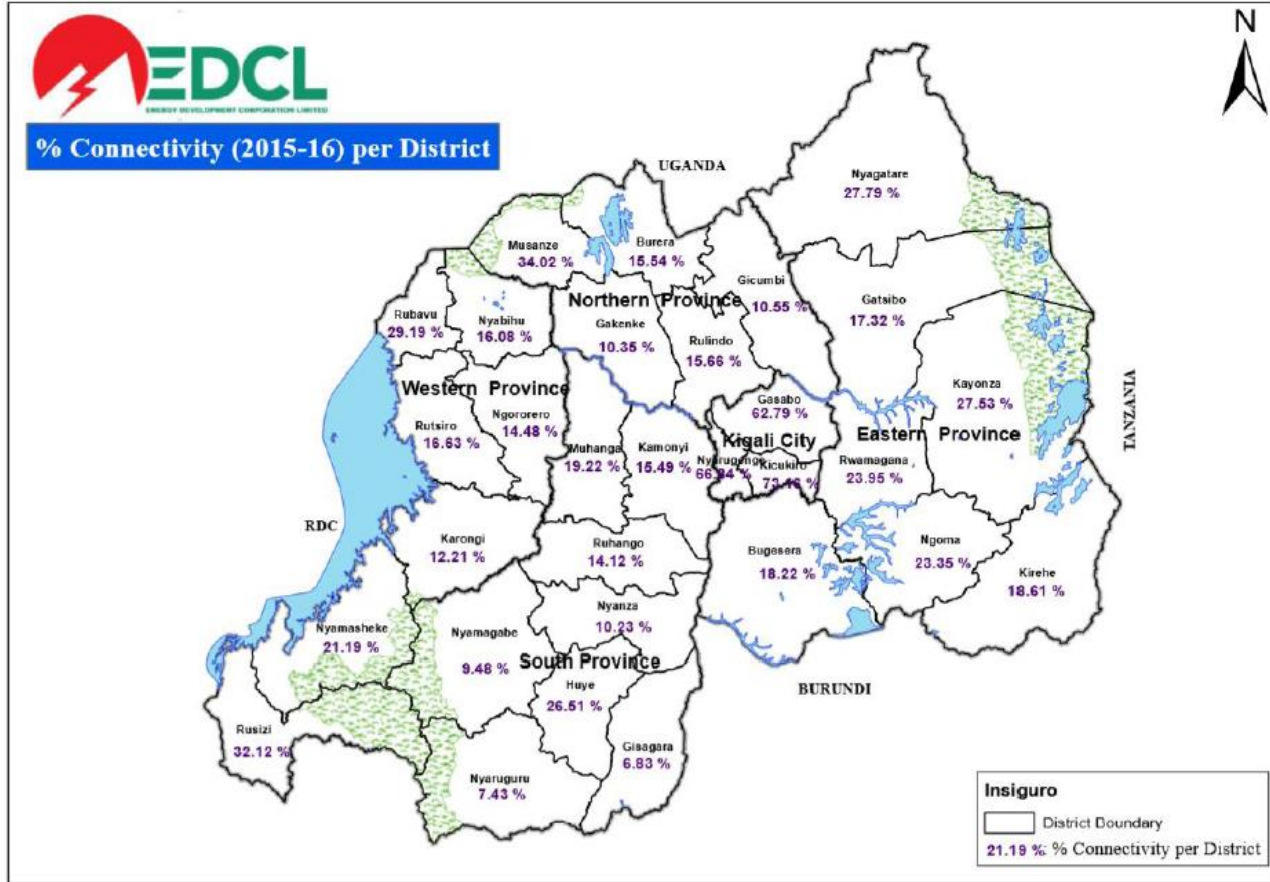 N
EDCL
ENERGY DEVELOPMENT CORPORATION LIMITED
% Connectivity (2015-16) per District
UGANDA
Nyagatare
27.79 %
Musanze
34.02 %
Burera
15.54 %
Gicumbi
10.55 %
Northern Province
Gatsibo
17.32 %
Rubavu
29.19 %
Nyabihu
16.08 %
Gakenke
10.35 %
Rulindo
15.66 %
Western Province
Kayonza
27.53 %
Gasabo
62.79 %
TANZANIA
Ngororero
14.48 %
Rutsiro
16.63 %
Kigali City
Eastern Province
Muhanga
19.22 %
Kamonyi
15.49 %
Nyarugenge
Kicukiro
Rwamagana
23.95 %
RDC
Karongi
12.21 %
Ruhango
14.12 %
Bugesera
18.22 %
Ngoma
23.35 %
Kirehe
18.61 %
Nyanza
10.23 %
Nyamasheke
21.19 %
Nyamagabe
9.48 %
South Province
Huye
26.51 %
BURUNDI
Rusizi
32.12 %
Gisagara
6.83 %
Nyaruguru
7.43 %
Insiguro
District Boundary
21.19 %: % Connectivity per District